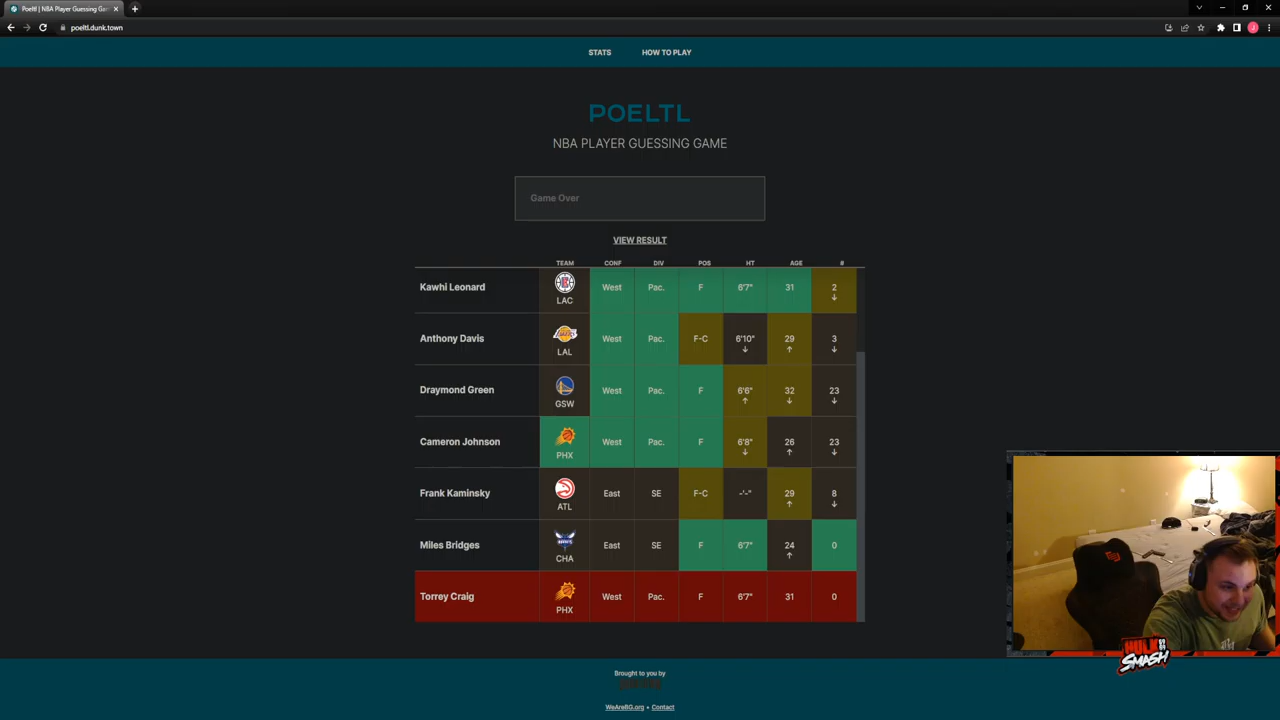 Poeltl | NBA Player Guessing Gam
poeltl.dunk.town
STATS HOW TO PLAY
POELTL
NBA PLAYER GUESSING GAME
Game Over
VIEW RESULT
TEAM CONF DIV POS HT AGE #
Kawhi Leonard LAC West Pac. F 6'7" 31 2 ↓
Anthony Davis LAL West Pac. F-C 6'10" ↓ 29 ↑ 3 ↓
Draymond Green GSW West Pac. F 6'6" ↑ 32 ↓ 23 ↓
Cameron Johnson PHX West Pac. F 6'8" ↓ 26 ↑ 23 ↓
Frank Kaminsky ATL East SE F-C -'-" 29 ↑ 8 ↓
Miles Bridges CHA East SE F 6'7" 24 ↑ 0
Torrey Craig PHX West Pac. F 6'7" 31 0
HULK
SMASH
Brought to you by
WeAreBG.org • Contact